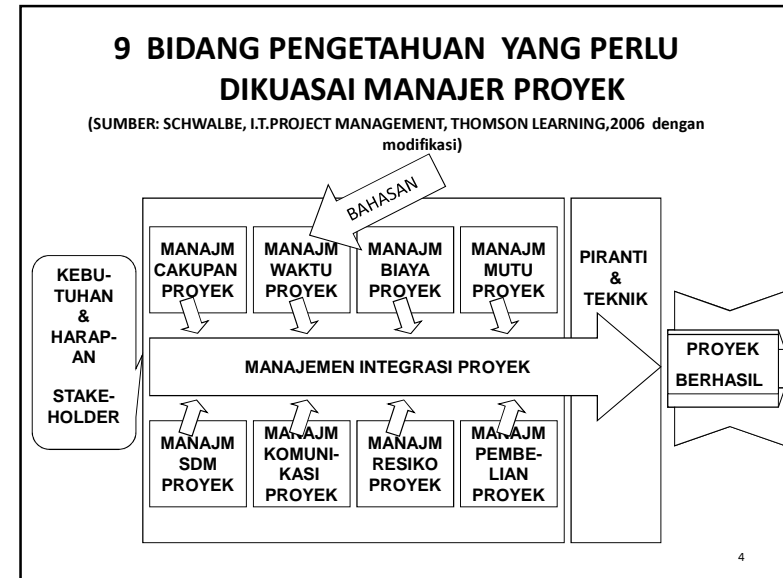 9 BIDANG PENGETAHUAN YANG PERLU
DIKUASAI MANAJER PROYEK
(SUMBER: SCHWALBE, I.T.PROJECT MANAGEMENT, THOMSON LEARNING,2006 dengan
modifikasi)
BAHASAN
KEBU-
TUHAN
&
HARAP-
AN
STAKE-
HOLDER
MANAJM
CAKUPAN
PROYEK
MANAJM
WAKTU
PROYEK
MANAJM
BIAYA
PROYEK
MANAJM
MUTU
PROYEK
PIRANTI
&
TEKNIK
MANAJEMEN INTEGRASI PROYEK
PROYEK
BERHASIL
MANAJM
SDM
PROYEK
MANAJM
KOMUNI-
KASI
PROYEK
MANAJM
RESIKO
PROYEK
MANAJM
PEMBE-
LIAN
PROYEK
4